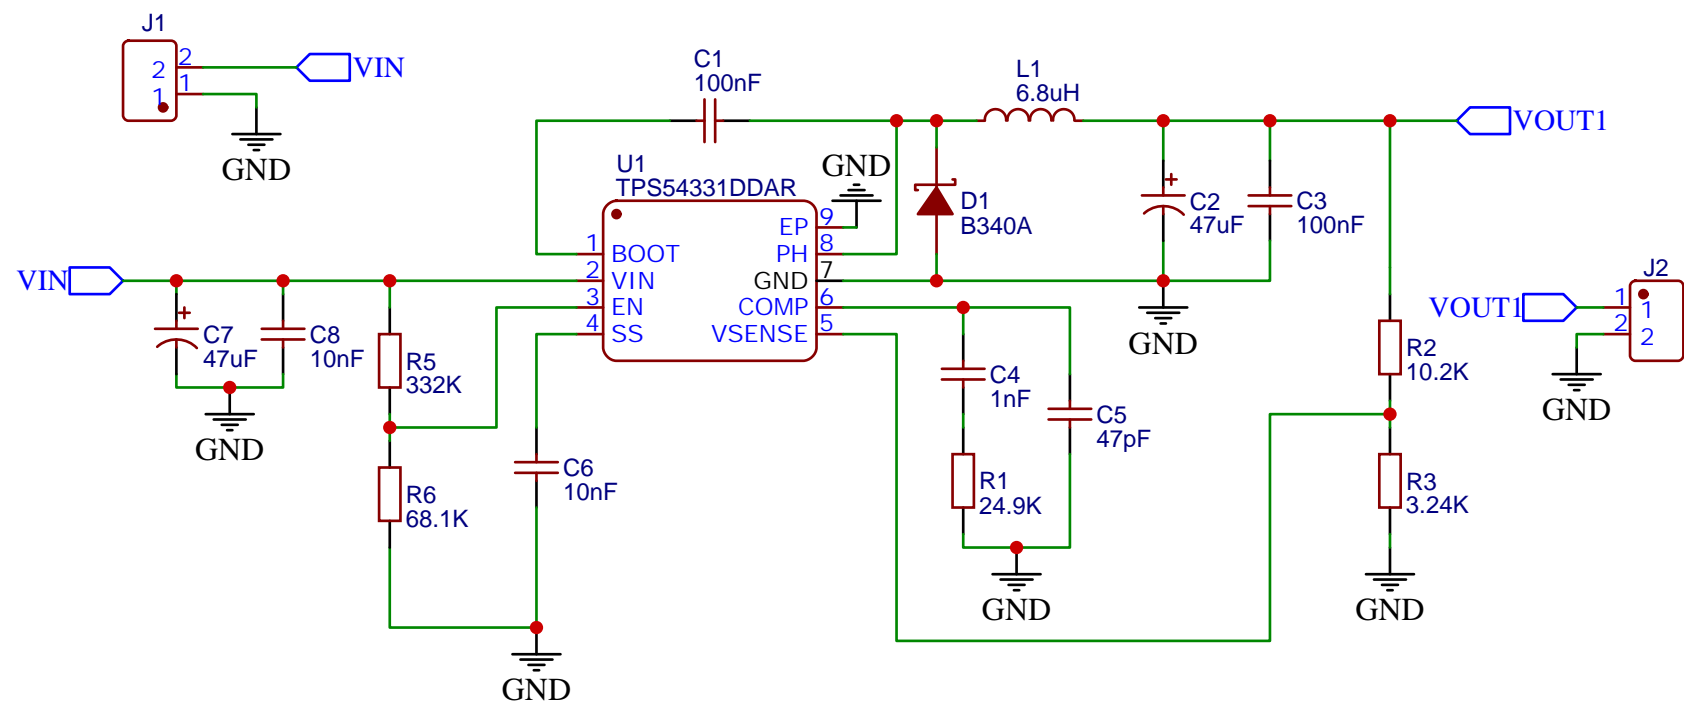 J1
2
2
1
1
VIN
GND
C1
100nF
L1
6.8uH
VOUT1
GND
U1
TPS54331DDAR
EP
9
1
BOOT
PH
8
2
VIN
GND
7
3
EN
COMP
6
4
SS
VSENSE
5
D1
B340A
C2
47uF
C3
100nF
GND
VIN
C7
47uF
C8
10nF
GND
R5
332K
R6
68.1K
C6
10nF
GND
C4
1nF
C5
47pF
R1
24.9K
GND
R2
10.2K
R3
3.24K
GND
J2
VOUT1
1
1
2
2
GND